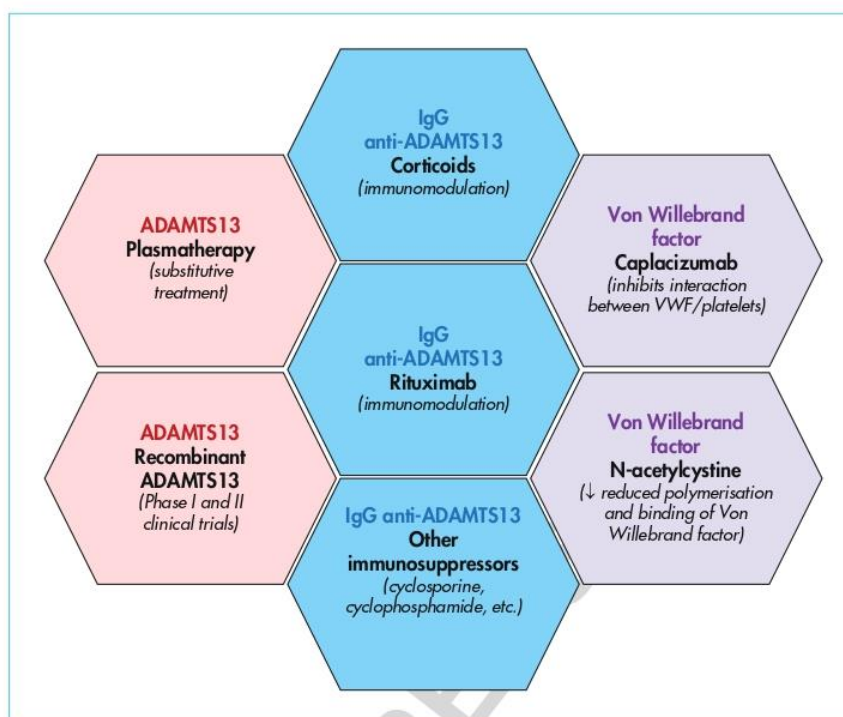 IgG
anti-ADAMTS13
Corticoids
(immunomodulation)
ADAMTS13
Plasmatherapy
(substitutive
treatment)
Von Willebrand
factor
Caplacizumab
(inhibits interaction
between VWF/platelets)
IgG
anti-ADAMTS13
Rituximab
(immunomodulation)
ADAMTS13
Recombinant
ADAMTS13
(Phase I and II
clinical trials)
Von Willebrand
factor
N-acetylcystine
(↓ reduced polymerisation
and binding of Von
Willebrand factor)
IgG anti-ADAMTS13
Other
immunosuppressors
(cyclosporine,
cyclophosphamide, etc.)